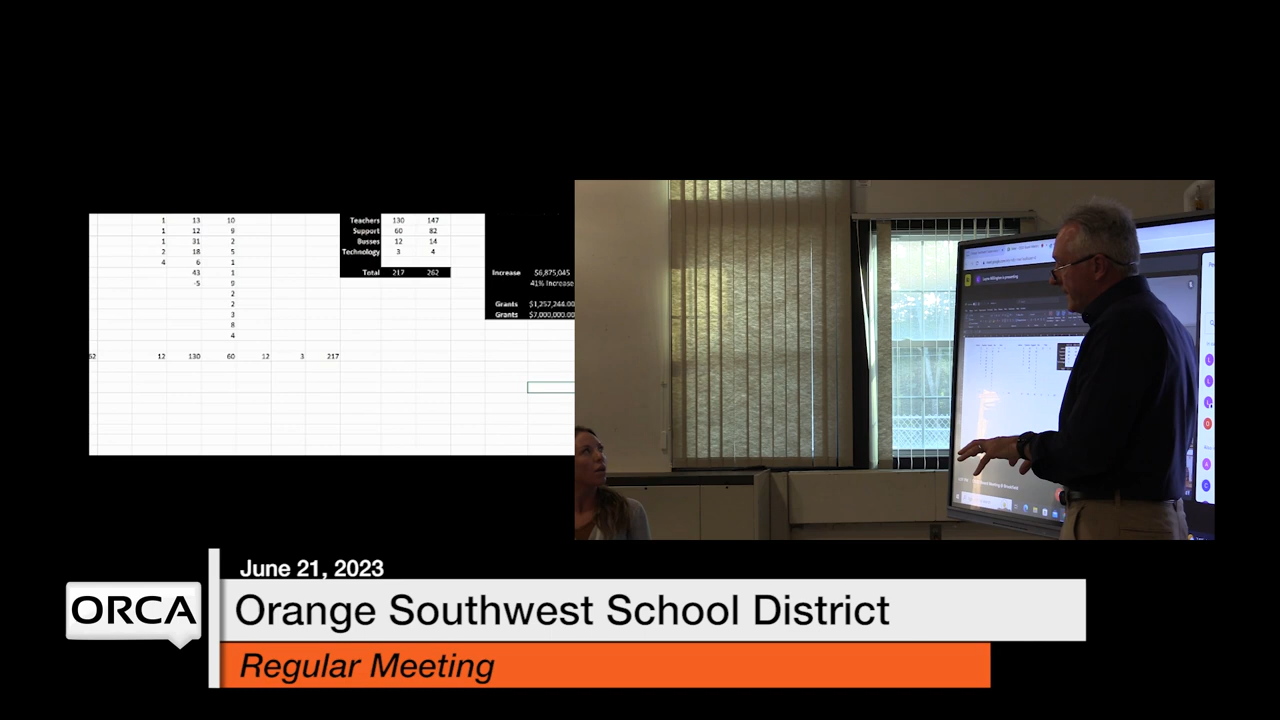 1 13 10
1 12 9
1 31 2
2 18 5
4 6 1
43 1
-5 9
2
2
3
8
4
62 12 130 60 12 3 217
Teachers 130 147
Support 60 82
Busses 12 14
Technology 3 4
Total 217 262
Increase $6,875,045
41% Increase
Grants $1,257,244.00
Grants $7,000,000.00
June 21, 2023
ORCA
Orange Southwest School District
Regular Meeting